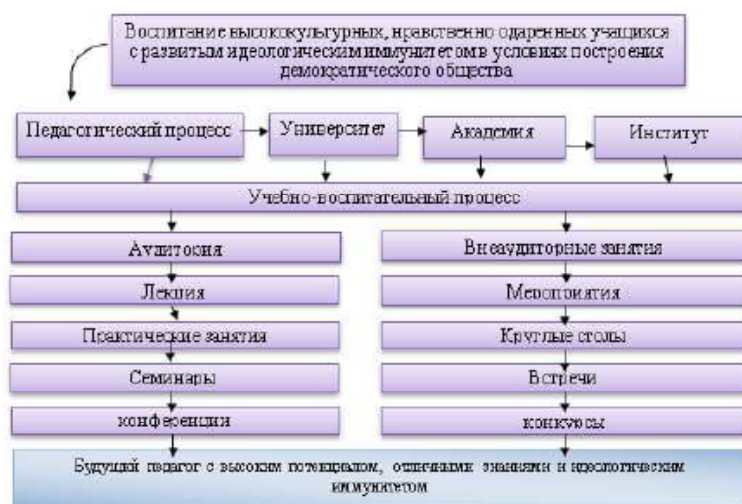 Воспитание высококультурных, нравственно одаренных учащихся
с развитым идеологическим иммунитетом в условиях построения
демократического общества
Педагогический процесс
Университет
Академия
Институт
Учебно-воспитательный процесс
Аудитория
Внеаудиторные занятия
Лекция
Мероприятия
Практические занятия
Круглые столы
Семинары
Встречи
конференции
конкурсы
Будущей педагог с высоким потенциалом, отличными знаниями и идеологическим
иммунитетом